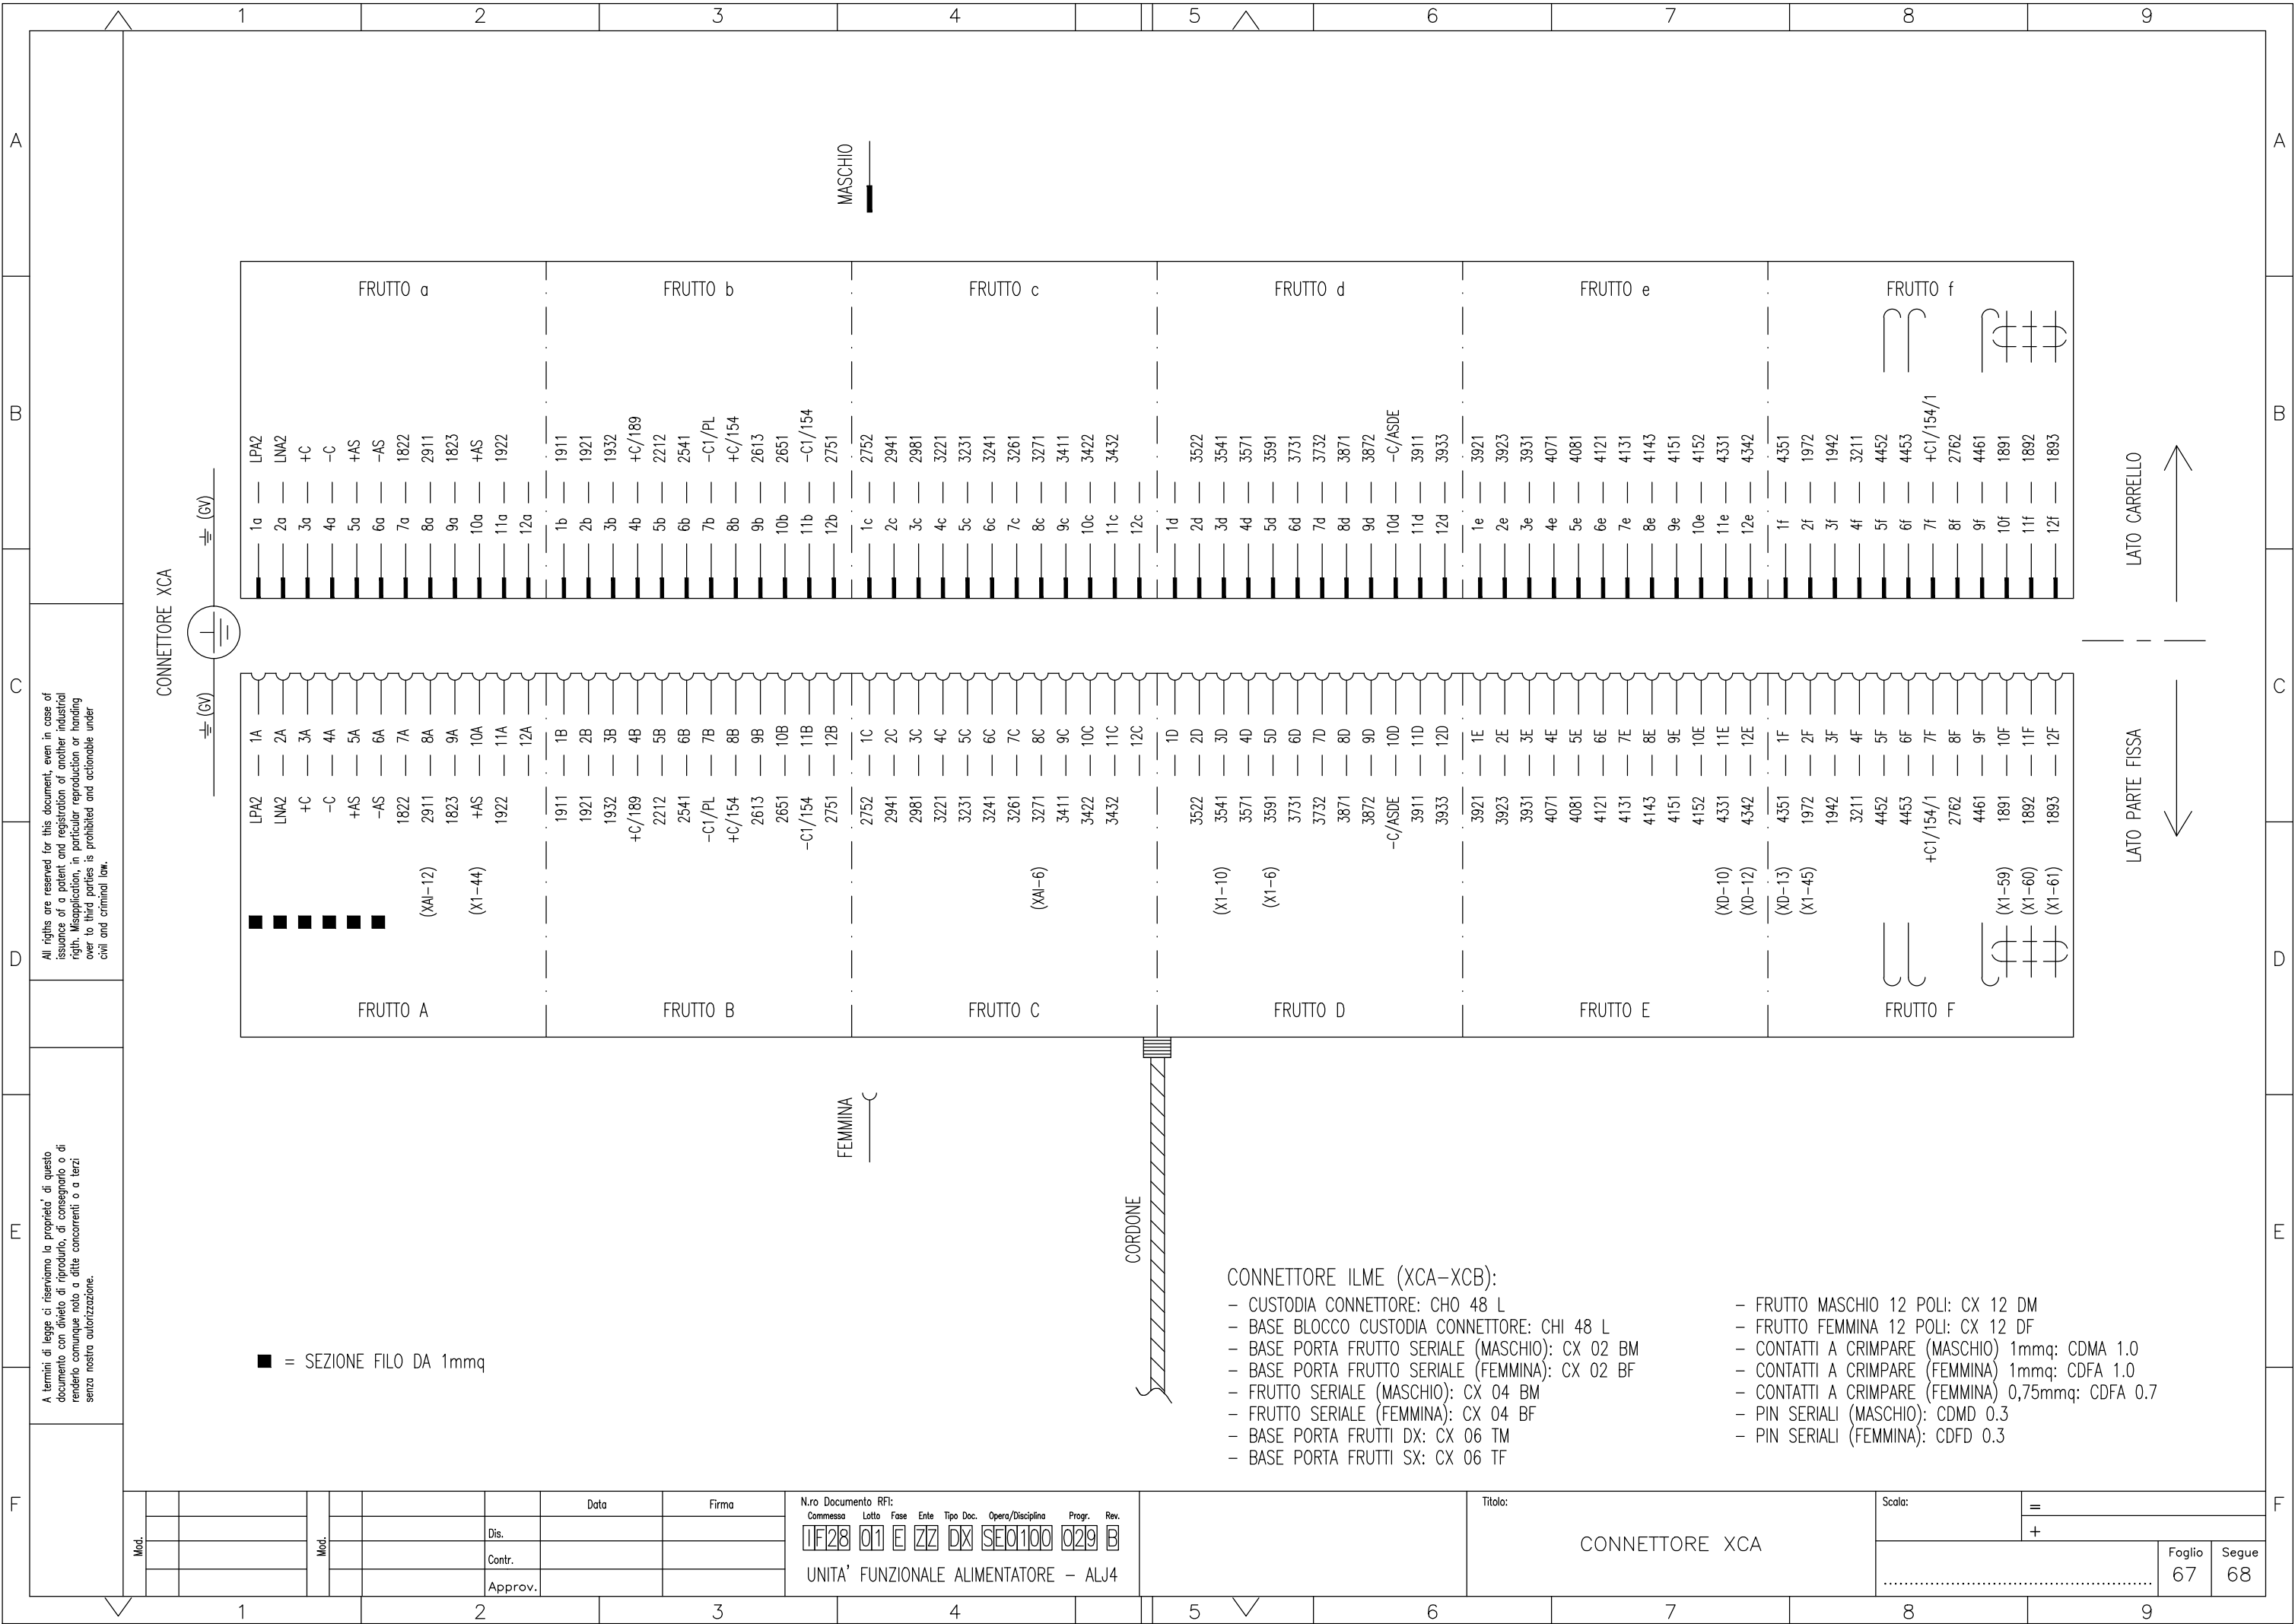 1 2 3 4 5 6 7 8 9
A
B
C
D
E
F
MASCHIO
FRUTTO a
FRUTTO b
FRUTTO c
FRUTTO d
FRUTTO e
FRUTTO f
LPA2 LNA2 +C -C +AS -AS 1822 2911 1823 +AS 1922
1911 1921 1932 +C/189 2212 2541 -C1/PL +C/154 2613 2651 -C1/154 2751
2752 2941 2981 3221 3231 3241 3261 3271 3411 3422 3432
3522 3541 3571 3591 3731 3732 3871 3872 -C/ASDE 3911 3933
3921 3923 3931 4071 4081 4121 4131 4143 4151 4152 4331 4342
4351 1972 1942 3211 4452 4453 +C1/154/1 2762 4461 1891 1892 1893
1a 2a 3a 4a 5a 6a 7a 8a 9a 10a 11a 12a
1b 2b 3b 4b 5b 6b 7b 8b 9b 10b 11b 12b
1c 2c 3c 4c 5c 6c 7c 8c 9c 10c 11c 12c
1d 2d 3d 4d 5d 6d 7d 8d 9d 10d 11d 12d
1e 2e 3e 4e 5e 6e 7e 8e 9e 10e 11e 12e
1f 2f 3f 4f 5f 6f 7f 8f 9f 10f 11f 12f
(GV)
CONNETTORE XCA
(GV)
LATO CARRELLO
LATO PARTE FISSA
1A 2A 3A 4A 5A 6A 7A 8A 9A 10A 11A 12A
1B 2B 3B 4B 5B 6B 7B 8B 9B 10B 11B 12B
1C 2C 3C 4C 5C 6C 7C 8C 9C 10C 11C 12C
1D 2D 3D 4D 5D 6D 7D 8D 9D 10D 11D 12D
1E 2E 3E 4E 5E 6E 7E 8E 9E 10E 11E 12E
1F 2F 3F 4F 5F 6F 7F 8F 9F 10F 11F 12F
LPA2 LNA2 +C -C +AS -AS 1822 2911 1823 +AS 1922
1911 1921 1932 +C/189 2212 2541 -C1/PL +C/154 2613 2651 -C1/154 2751
2752 2941 2981 3221 3231 3241 3261 3271 3411 3422 3432
3522 3541 3571 3591 3731 3732 3871 3872 -C/ASDE 3911 3933
3921 3923 3931 4071 4081 4121 4131 4143 4151 4152 4331 4342
4351 1972 1942 3211 4452 4453 +C1/154/1 2762 4461 1891 1892 1893
(XAI-12) (X1-44) (XAI-6) (X1-10) (X1-6) (XD-10) (XD-12) (XD-13) (X1-45) (X1-59) (X1-60) (X1-61)
FRUTTO A
FRUTTO B
FRUTTO C
FRUTTO D
FRUTTO E
FRUTTO F
FEMMINA
CORDONE
■ = SEZIONE FILO DA 1mmq
CONNETTORE ILME (XCA-XCB):
- CUSTODIA CONNETTORE: CHO 48 L
- BASE BLOCCO CUSTODIA CONNETTORE: CHI 48 L
- BASE PORTA FRUTTO SERIALE (MASCHIO): CX 02 BM
- BASE PORTA FRUTTO SERIALE (FEMMINA): CX 02 BF
- FRUTTO SERIALE (MASCHIO): CX 04 BM
- FRUTTO SERIALE (FEMMINA): CX 04 BF
- BASE PORTA FRUTTI DX: CX 06 TM
- BASE PORTA FRUTTI SX: CX 06 TF
- FRUTTO MASCHIO 12 POLI: CX 12 DM
- FRUTTO FEMMINA 12 POLI: CX 12 DF
- CONTATTI A CRIMPARE (MASCHIO) 1mmq: CDMA 1.0
- CONTATTI A CRIMPARE (FEMMINA) 1mmq: CDFA 1.0
- CONTATTI A CRIMPARE (FEMMINA) 0,75mmq: CDFA 0.7
- PIN SERIALI (MASCHIO): CDMD 0.3
- PIN SERIALI (FEMMINA): CDFD 0.3
All rigths are reserved for this document, even in case of
issuance of a patent and registration of another industrial
rigth. Misapplication, in particular reproduction or handing
over to third parties is prohibited and actionable under
civil and criminal law.
A termini di legge ci riserviamo la proprieta' di questo
documento con divieto di riprodurlo, di consegnarlo o di
renderlo comunque noto a ditte concorrenti o a terzi
senza nostra autorizzazione.
Mod.
Mod.
Data Firma
Dis.
Contr.
Approv.
N.ro Documento RFI:
Commessa Lotto Fase Ente Tipo Doc. Opera/Disciplina Progr. Rev.
IF28 01 E ZZ DX SE0100 029 B
UNITA' FUNZIONALE ALIMENTATORE - ALJ4
Titolo:
CONNETTORE XCA
Scala:
=
+
Foglio
67
Segue
68
A
B
C
D
E
F
1 2 3 4 5 6 7 8 9